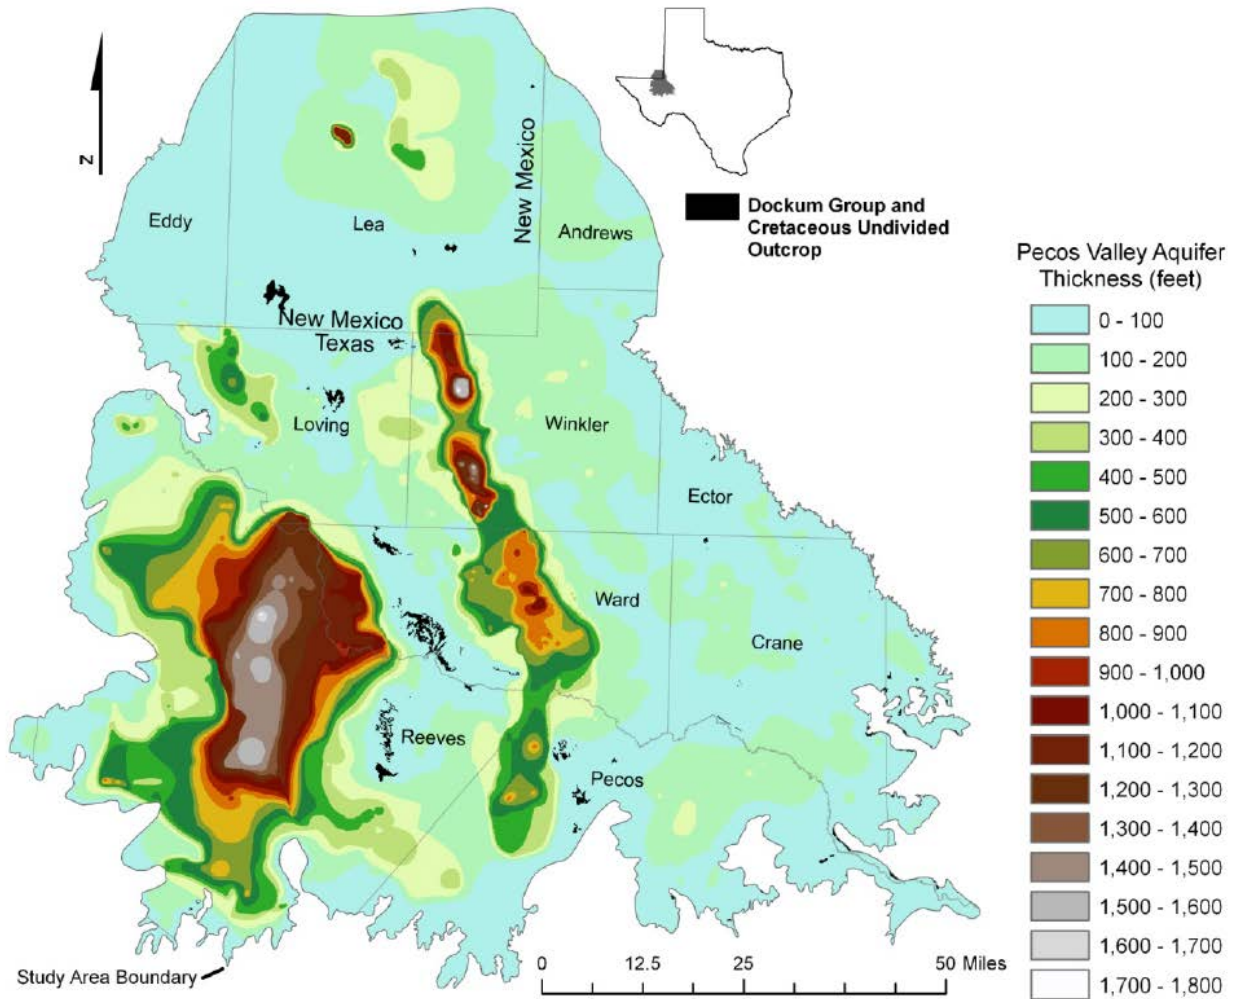 N
Eddy
Lea
New Mexico
Andrews
Dockum Group and
Cretaceous Undivided
Outcrop
New Mexico
Texas
Loving
Winkler
Ector
Ward
Crane
Reeves
Pecos
Study Area Boundary
0 12.5 25 50 Miles
Pecos Valley Aquifer
Thickness (feet)
0 - 100
100 - 200
200 - 300
300 - 400
400 - 500
500 - 600
600 - 700
700 - 800
800 - 900
900 - 1,000
1,000 - 1,100
1,100 - 1,200
1,200 - 1,300
1,300 - 1,400
1,400 - 1,500
1,500 - 1,600
1,600 - 1,700
1,700 - 1,800